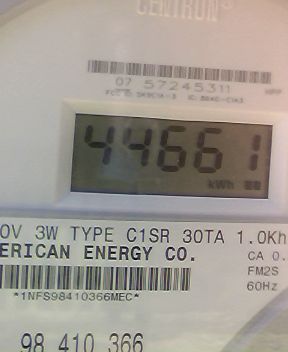 CENTRON®
07 57245311
44661
kWh
0V 3W TYPE C1SR 30TA 1.0Kh
ERICAN ENERGY CO.
CA 0.
FM2S
*1NFS98410366MEC*
60Hz
98 410 366